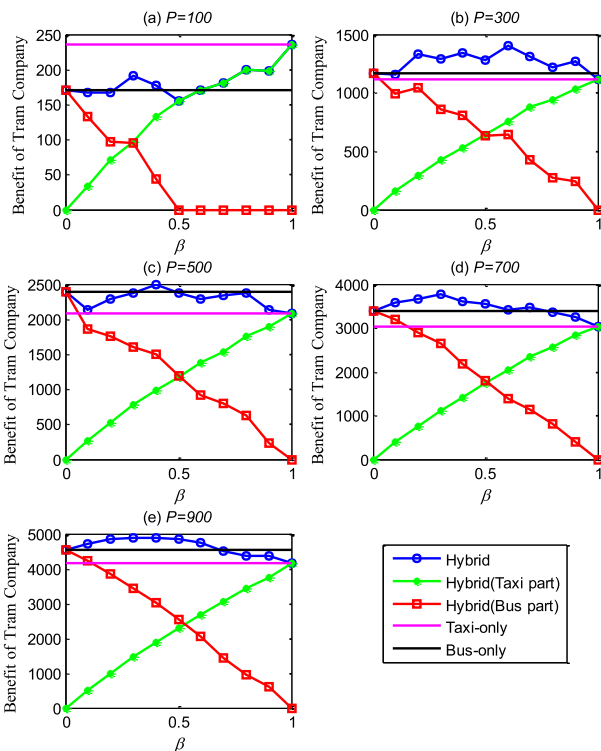 (a) P=100
250
200
150
100
50
0
0
0.5
1
β
Benefit of Tram Company
(b) P=300
1500
1000
500
0
0
0.5
1
β
Benefit of Tram Company
(c) P=500
2500
2000
1500
1000
500
0
0
0.5
1
β
Benefit of Tram Company
(d) P=700
4000
3000
2000
1000
0
0
0.5
1
β
Benefit of Tram Company
(e) P=900
5000
4000
3000
2000
1000
0
0
0.5
1
β
Benefit of Tram Company
Hybrid
Hybrid(Taxi part)
Hybrid(Bus part)
Taxi-only
Bus-only